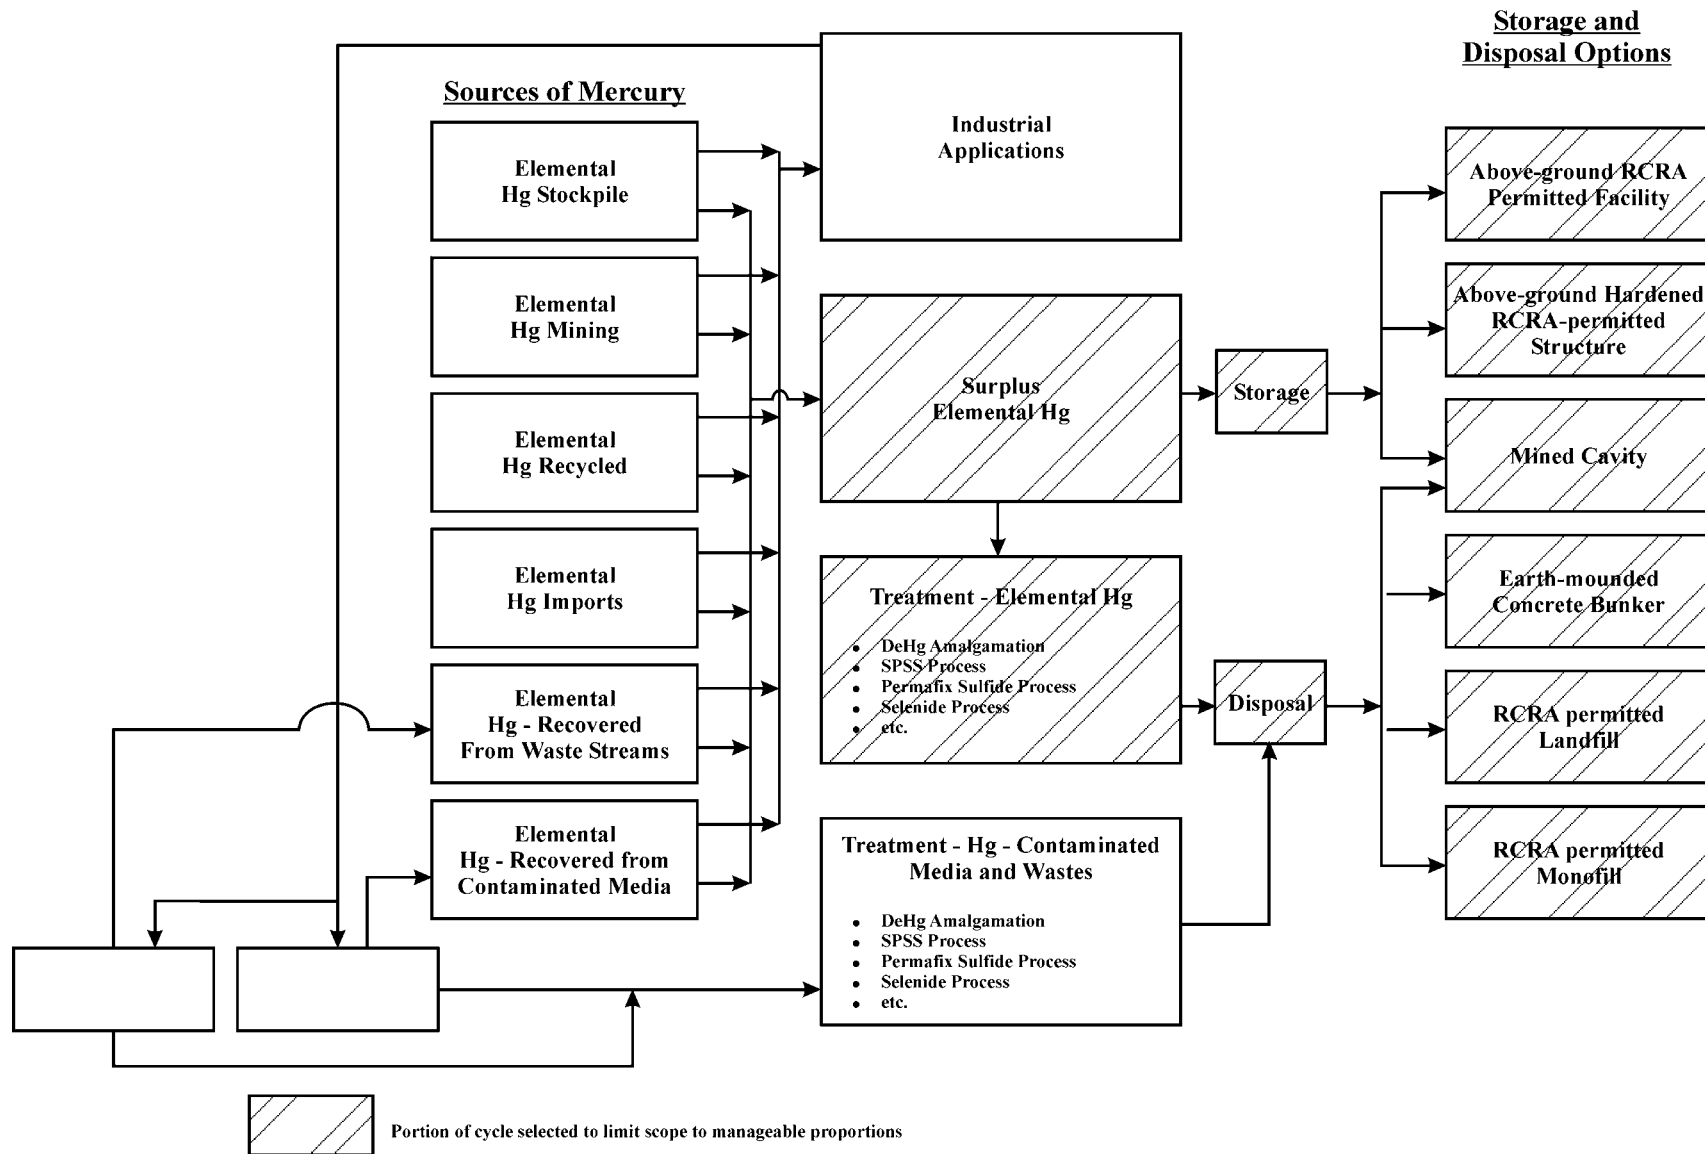 Storage and
Disposal Options
Sources of Mercury
Industrial
Applications
Elemental
Hg Stockpile
Elemental
Hg Mining
Elemental
Hg Recycled
Elemental
Hg Imports
Elemental
Hg - Recovered
From Waste Streams
Elemental
Hg - Recovered from
Contaminated Media
Surplus
Elemental Hg
Treatment - Elemental Hg
• DeHg Amalgamation
• SPSS Process
• Permafix Sulfide Process
• Selenide Process
• etc.
Treatment - Hg - Contaminated
Media and Wastes
• DeHg Amalgamation
• SPSS Process
• Permafix Sulfide Process
• Selenide Process
• etc.
Storage
Disposal
Above-ground RCRA
Permitted Facility
Above-ground Hardened
RCRA-permitted
Structure
Mined Cavity
Earth-mounded
Concrete Bunker
RCRA permitted
Landfill
RCRA permitted
Monofill
Portion of cycle selected to limit scope to manageable proportions